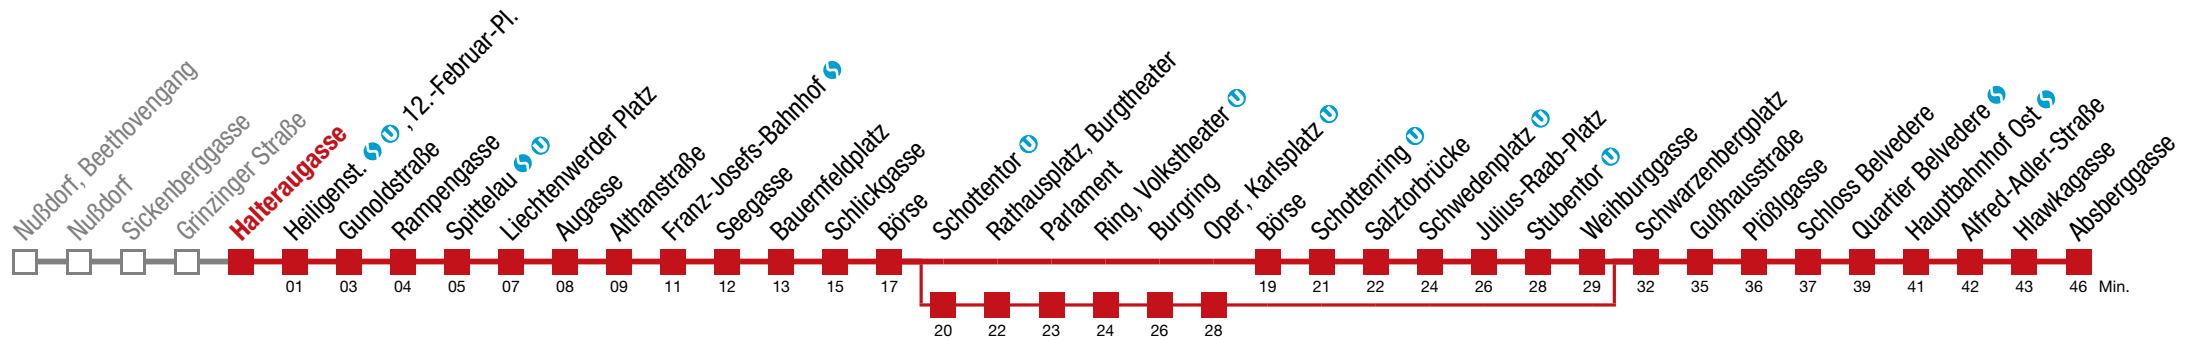 Nußdorf, Beethovengang
Nußdorf
Sickenberggasse
Grinzinger Straße
Halteraugasse
Heiligenst. S U , 12.-Februar-Pl.
Gunoldstraße
Rampengasse
Spittelau S U
Liechtenwerder Platz
Augasse
Althanstraße
Franz-Josefs-Bahnhof S
Seegasse
Bauernfeldplatz
Schlickgasse
Börse
Schottentor U
Rathausplatz, Burgtheater
Parlament
Ring, Volkstheater U
Burgring
Oper, Karlsplatz U
Börse
Schottenring U
Salztorbrücke
Schwedenplatz U
Julius-Raab-Platz
Stubentor U
Weihburggasse
Schwarzenbergplatz
Gußhausstraße
Plößlgasse
Schloss Belvedere
Quartier Belvedere S
Hauptbahnhof Ost S
Alfred-Adler-Straße
Hlawkagasse
Absberggasse
01 03 04 05 07 08 09 11 12 13 15 17 19 21 22 24 26 28 29 32 35 36 37 39 41 42 43 46 Min.
20 22 23 24 26 28